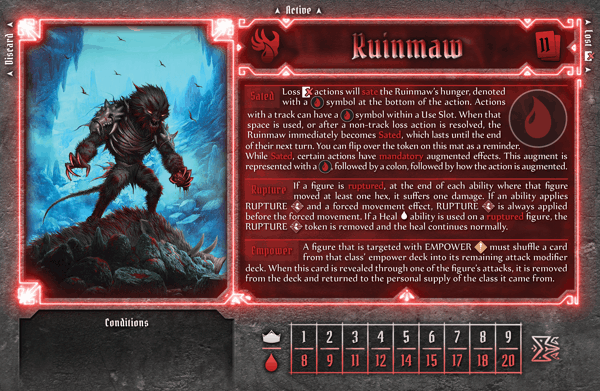 Active
Discard
Lost
Ruinmaw
11
Sated Loss actions will sate the Ruinmaw's hunger, denoted
with a symbol at the bottom of the action. Actions
with a track can have a symbol within a Use Slot. When that
space is used, or after a non-track loss action is resolved, the
Ruinmaw immediately becomes Sated, which lasts until the end
of their next turn. You can flip over the token on this mat as a reminder.
While Sated, certain actions have mandatory augmented effects. This augment is
represented with a , followed by a colon, followed by how the action is augmented.
Rupture If a figure is ruptured, at the end of each ability where that figure
moved at least one hex, it suffers one damage. If an ability applies
RUPTURE and a forced movement effect, RUPTURE is always applied
before the forced movement. If a Heal ability is used on a ruptured figure, the
RUPTURE token is removed and the heal continues normally.
Empower A figure that is targeted with EMPOWER must shuffle a card
from that class' empower deck into its remaining attack modifier
deck. When this card is revealed through one of the figure's attacks, it is removed
from the deck and returned to the personal supply of the class it came from.
Conditions
1 2 3 4 5 6 7 8 9
8 9 11 12 14 15 17 18 20